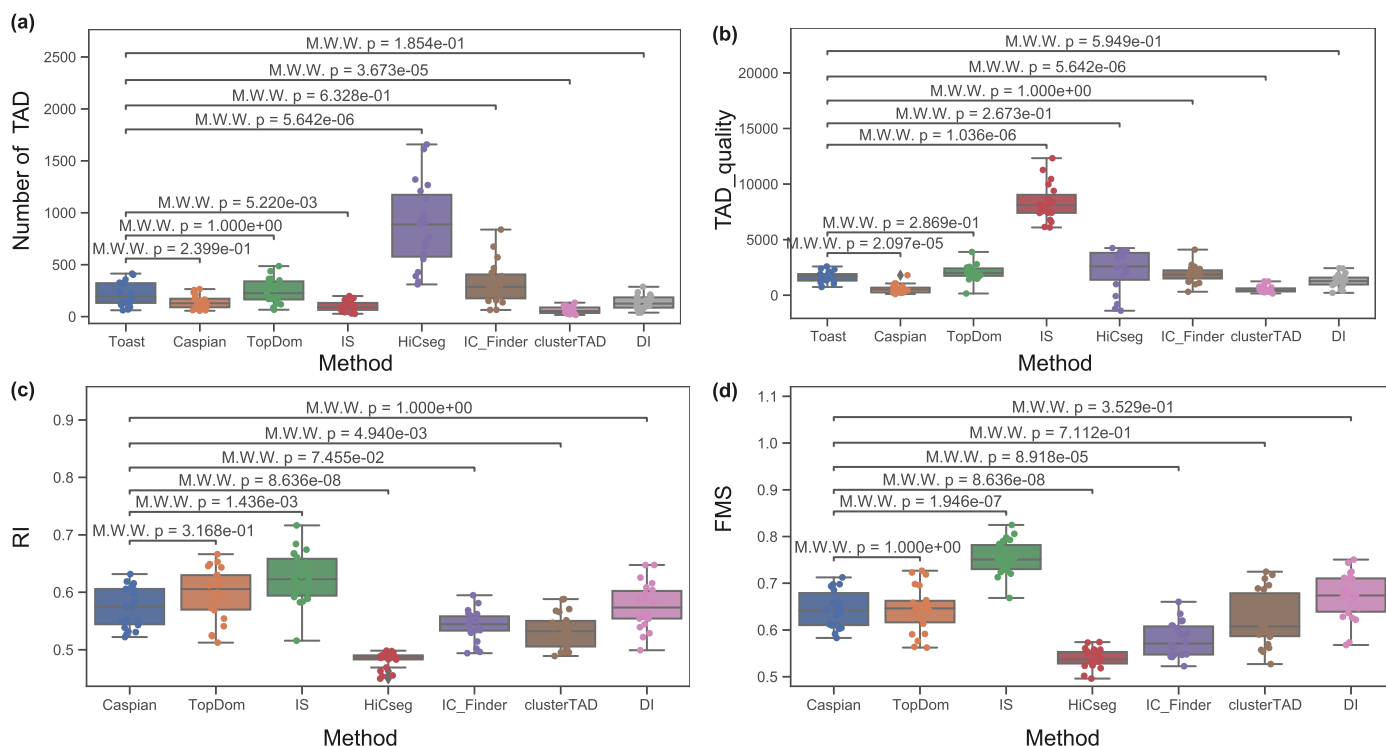 (a)
2500
2000
1500
1000
500
0
Number of TAD
M.W.W. p = 1.854e-01
M.W.W. p = 3.673e-05
M.W.W. p = 6.328e-01
M.W.W. p = 5.642e-06
M.W.W. p = 5.220e-03
M.W.W. p = 1.000e+00
M.W.W. p = 2.399e-01
Toast Caspian TopDom IS HiCseg IC_Finder clusterTAD DI
Method
(b)
20000
15000
10000
5000
0
TAD_quality
M.W.W. p = 5.949e-01
M.W.W. p = 5.642e-06
M.W.W. p = 1.000e+00
M.W.W. p = 2.673e-01
M.W.W. p = 1.036e-06
M.W.W. p = 2.869e-01
M.W.W. p = 2.097e-05
Toast Caspian TopDom IS HiCseg IC_Finder clusterTAD DI
Method
(c)
0.9
0.8
0.7
0.6
0.5
RI
M.W.W. p = 1.000e+00
M.W.W. p = 4.940e-03
M.W.W. p = 7.455e-02
M.W.W. p = 8.636e-08
M.W.W. p = 1.436e-03
M.W.W. p = 3.168e-01
Caspian TopDom IS HiCseg IC_Finder clusterTAD DI
Method
(d)
1.1
1.0
0.9
0.8
0.7
0.6
0.5
FMS
M.W.W. p = 3.529e-01
M.W.W. p = 7.112e-01
M.W.W. p = 8.918e-05
M.W.W. p = 8.636e-08
M.W.W. p = 1.946e-07
M.W.W. p = 1.000e+00
Caspian TopDom IS HiCseg IC_Finder clusterTAD DI
Method